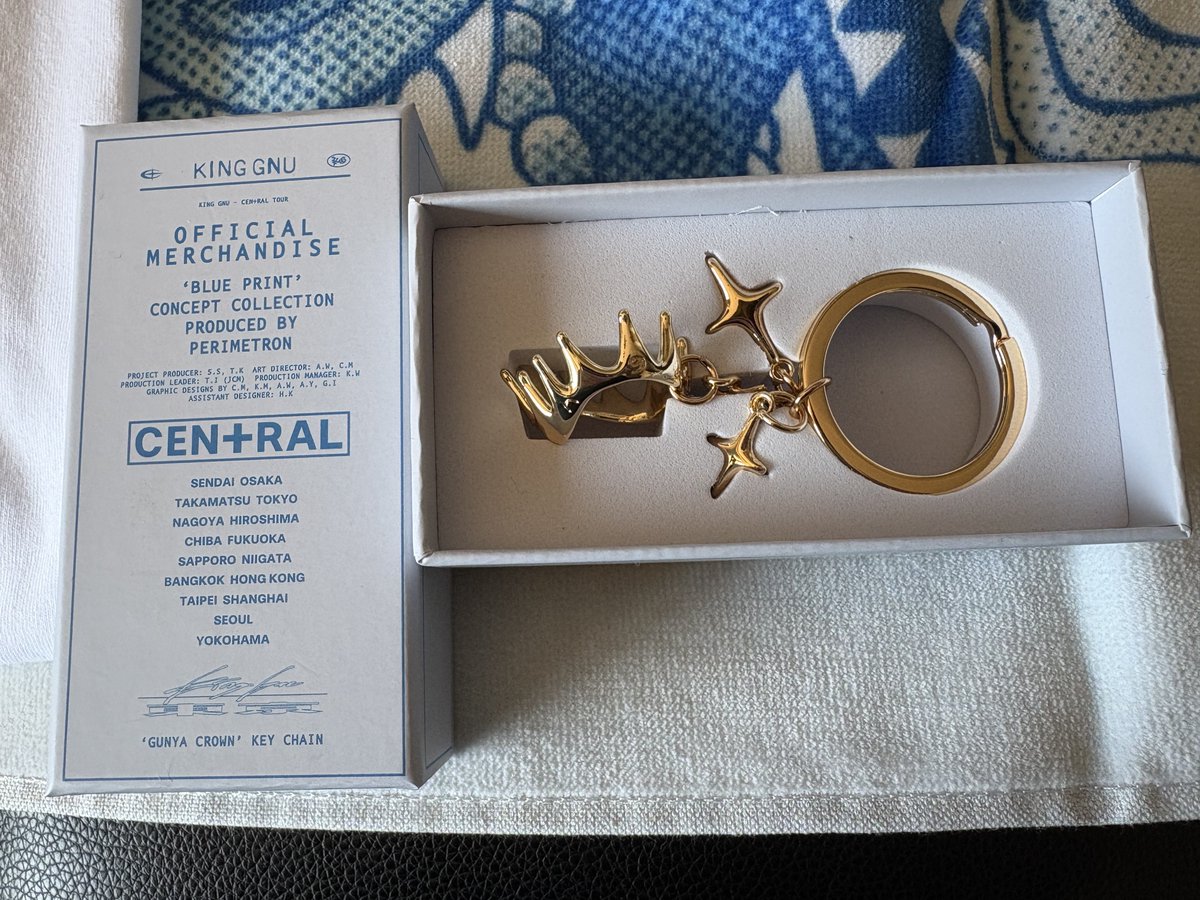 KING GNU
KING GNU - CEN+RAL TOUR
OFFICIAL
MERCHANDISE
‘BLUE PRINT’
CONCEPT COLLECTION
PRODUCED BY
PERIMETRON
PROJECT PRODUCER: S.S, T.K ART DIRECTOR: A.W, C.M
PRODUCTION LEADER: T.I (JCM) PRODUCTION MANAGER: K.W
GRAPHIC DESIGNS BY C.M, K.M, A.W, A.Y, G.I
ASSISTANT DESIGNER: H.K
CEN+RAL
SENDAI OSAKA
TAKAMATSU TOKYO
NAGOYA HIROSHIMA
CHIBA FUKUOKA
SAPPORO NIIGATA
BANGKOK HONG KONG
TAIPEI SHANGHAI
SEOUL
YOKOHAMA
‘GUNYA CROWN’ KEY CHAIN